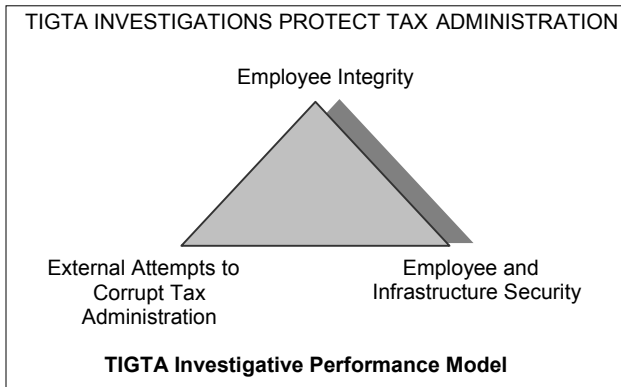 TIGTA INVESTIGATIONS PROTECT TAX ADMINISTRATION
Employee Integrity
External Attempts to
Corrupt Tax
Administration
Employee and
Infrastructure Security
TIGTA Investigative Performance Model